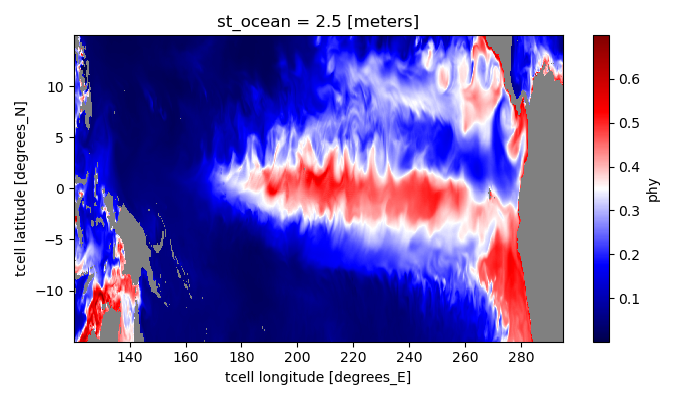 st_ocean = 2.5 [meters]
10
5
0
−5
−10
tcell latitude [degrees_N]
140 160 180 200 220 240 260 280
tcell longitude [degrees_E]
0.6
0.5
0.4
0.3
0.2
0.1
phy